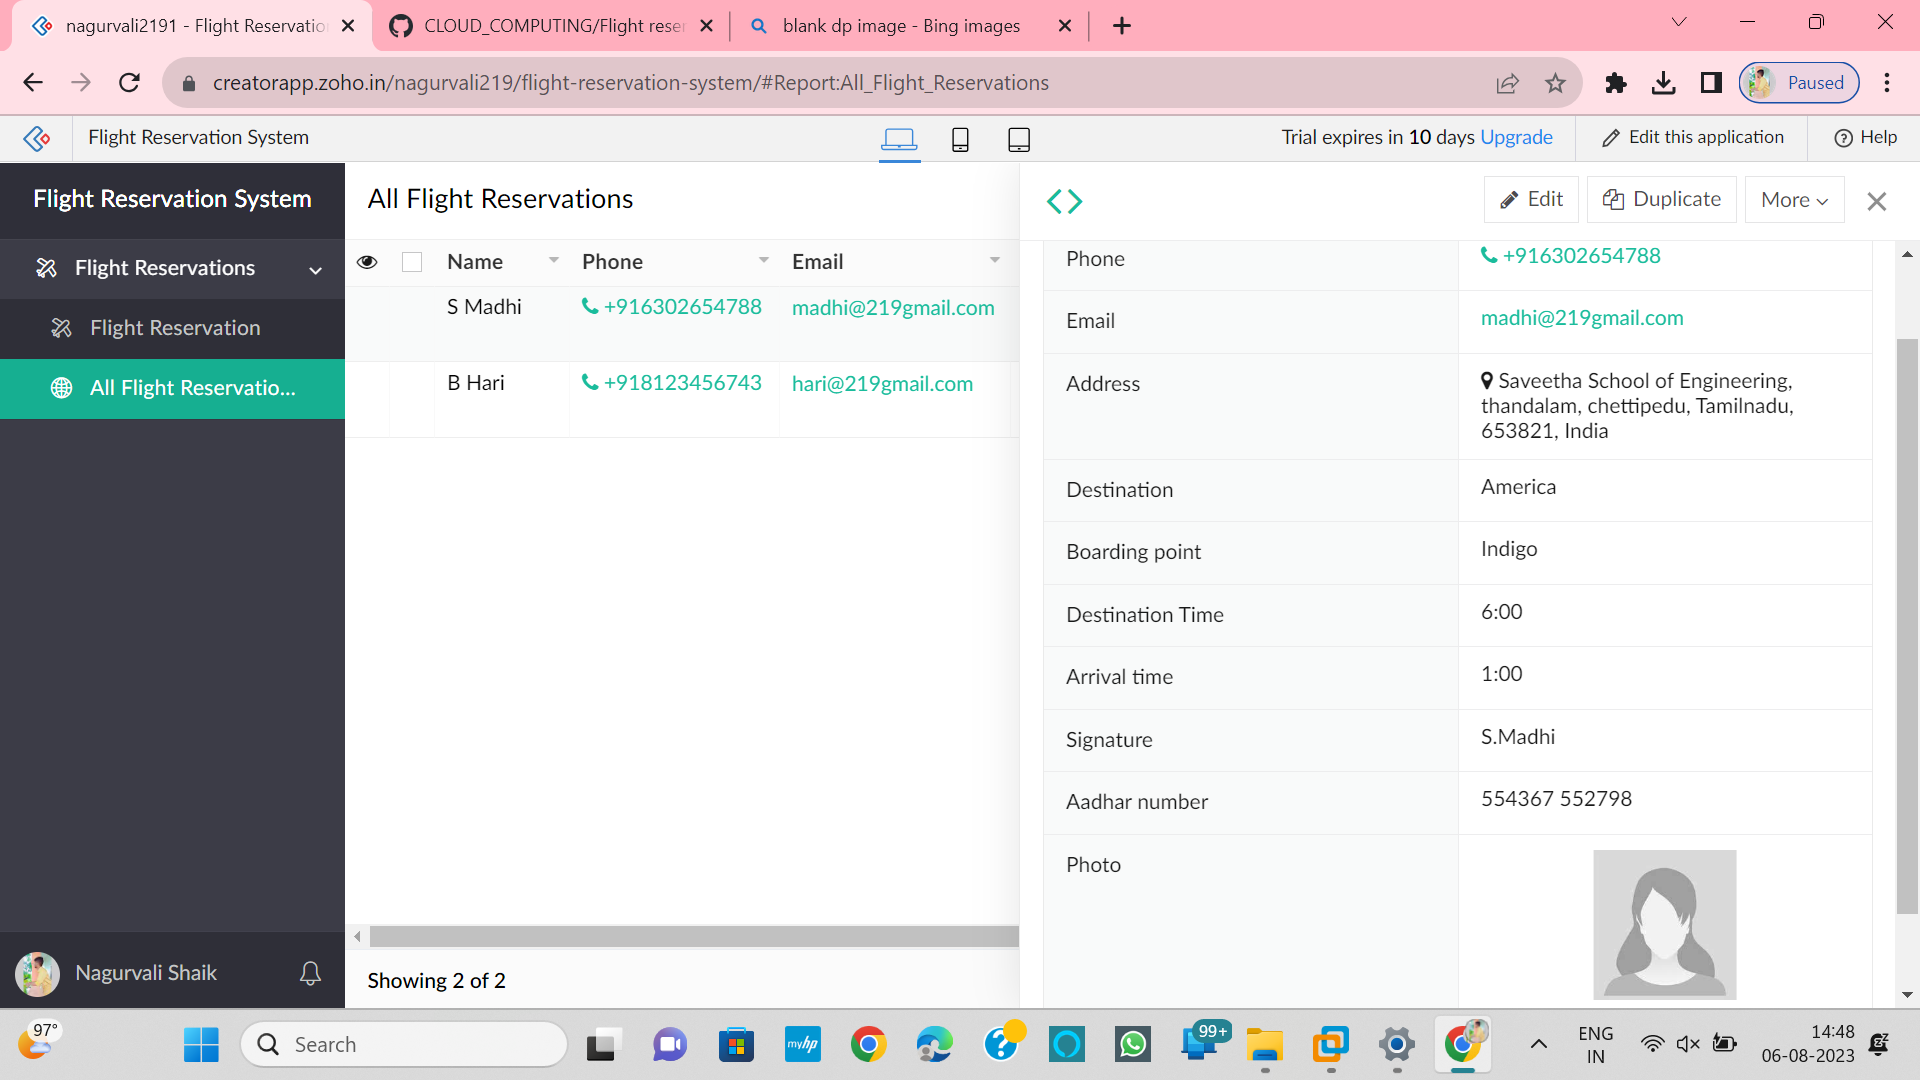 nagurvali2191 - Flight Reservatio
CLOUD_COMPUTING/Flight reser
blank dp image - Bing images
creatorapp.zoho.in/nagurvali219/flight-reservation-system/#Report:All_Flight_Reservations
Paused
Flight Reservation System
Trial expires in 10 days Upgrade
Edit this application
Help
Flight Reservation System
Flight Reservations
Flight Reservation
All Flight Reservatio...
Nagurvali Shaik
All Flight Reservations
Name Phone Email
S Madhi +916302654788 madhi@219gmail.com
B Hari +918123456743 hari@219gmail.com
Showing 2 of 2
Edit Duplicate More
Phone +916302654788
Email madhi@219gmail.com
Address Saveetha School of Engineering,
thandalam, chettipedu, Tamilnadu,
653821, India
Destination America
Boarding point Indigo
Destination Time 6:00
Arrival time 1:00
Signature S.Madhi
Aadhar number 554367 552798
Photo
97°
Search
myhp
99+
ENG
IN
14:48
06-08-2023